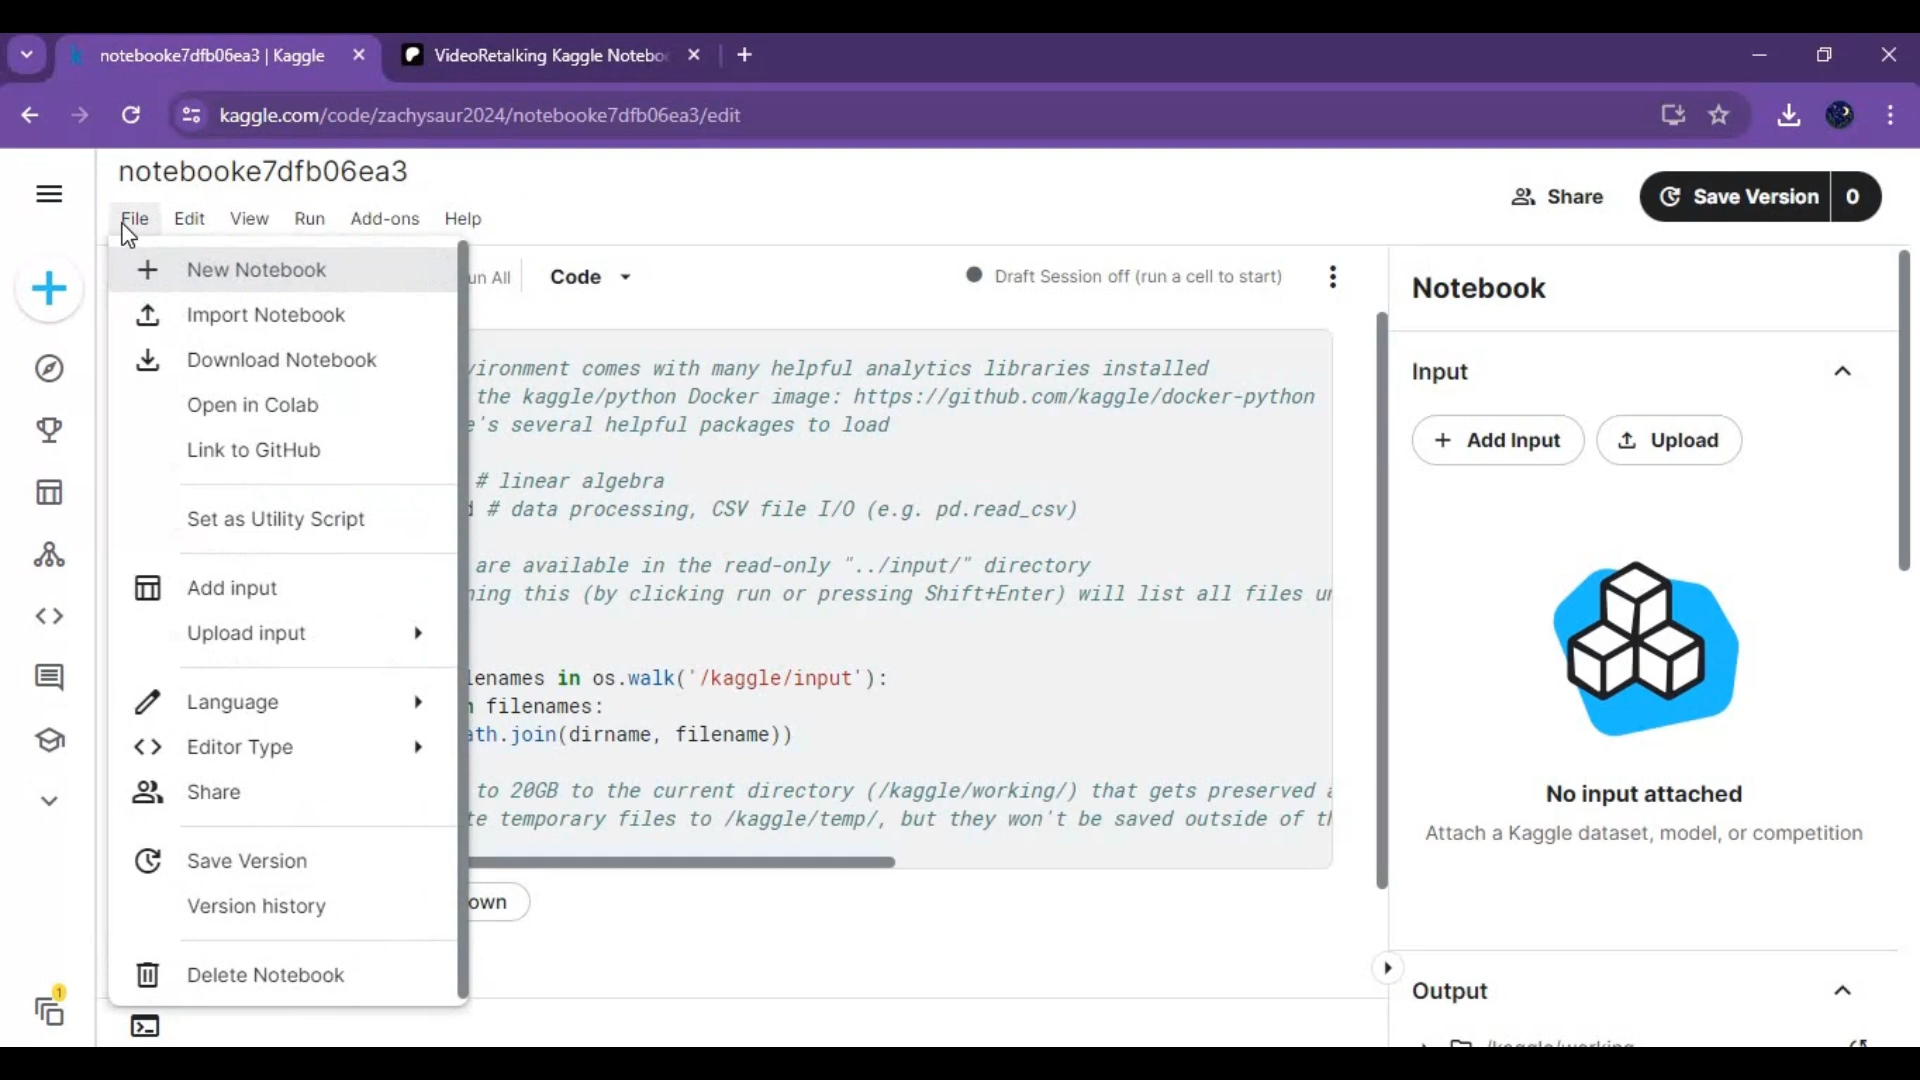 notebooke7dfb06ea3 | Kaggle
VideoRetalking Kaggle Notebo
kaggle.com/code/zachysaur2024/notebooke7dfb06ea3/edit
notebooke7dfb06ea3
Share
Save Version 0
File Edit View Run Add-ons Help
New Notebook
Import Notebook
Download Notebook
Open in Colab
Link to GitHub
Set as Utility Script
Add input
Upload input
Language
Editor Type
Share
Save Version
Version history
Delete Notebook
un All
Code
Draft Session off (run a cell to start)
vironment comes with many helpful analytics libraries installed
the kaggle/python Docker image: https://github.com/kaggle/docker-python
e's several helpful packages to load
# linear algebra
d # data processing, CSV file I/O (e.g. pd.read_csv)
are available in the read-only "../input/" directory
ning this (by clicking run or pressing Shift+Enter) will list all files un
lenames in os.walk('/kaggle/input'):
n filenames:
ath.join(dirname, filename))
to 20GB to the current directory (/kaggle/working/) that gets preserved a
te temporary files to /kaggle/temp/, but they won't be saved outside of th
own
Notebook
Input
Add Input
Upload
No input attached
Attach a Kaggle dataset, model, or competition
Output
/kaggle/working
1